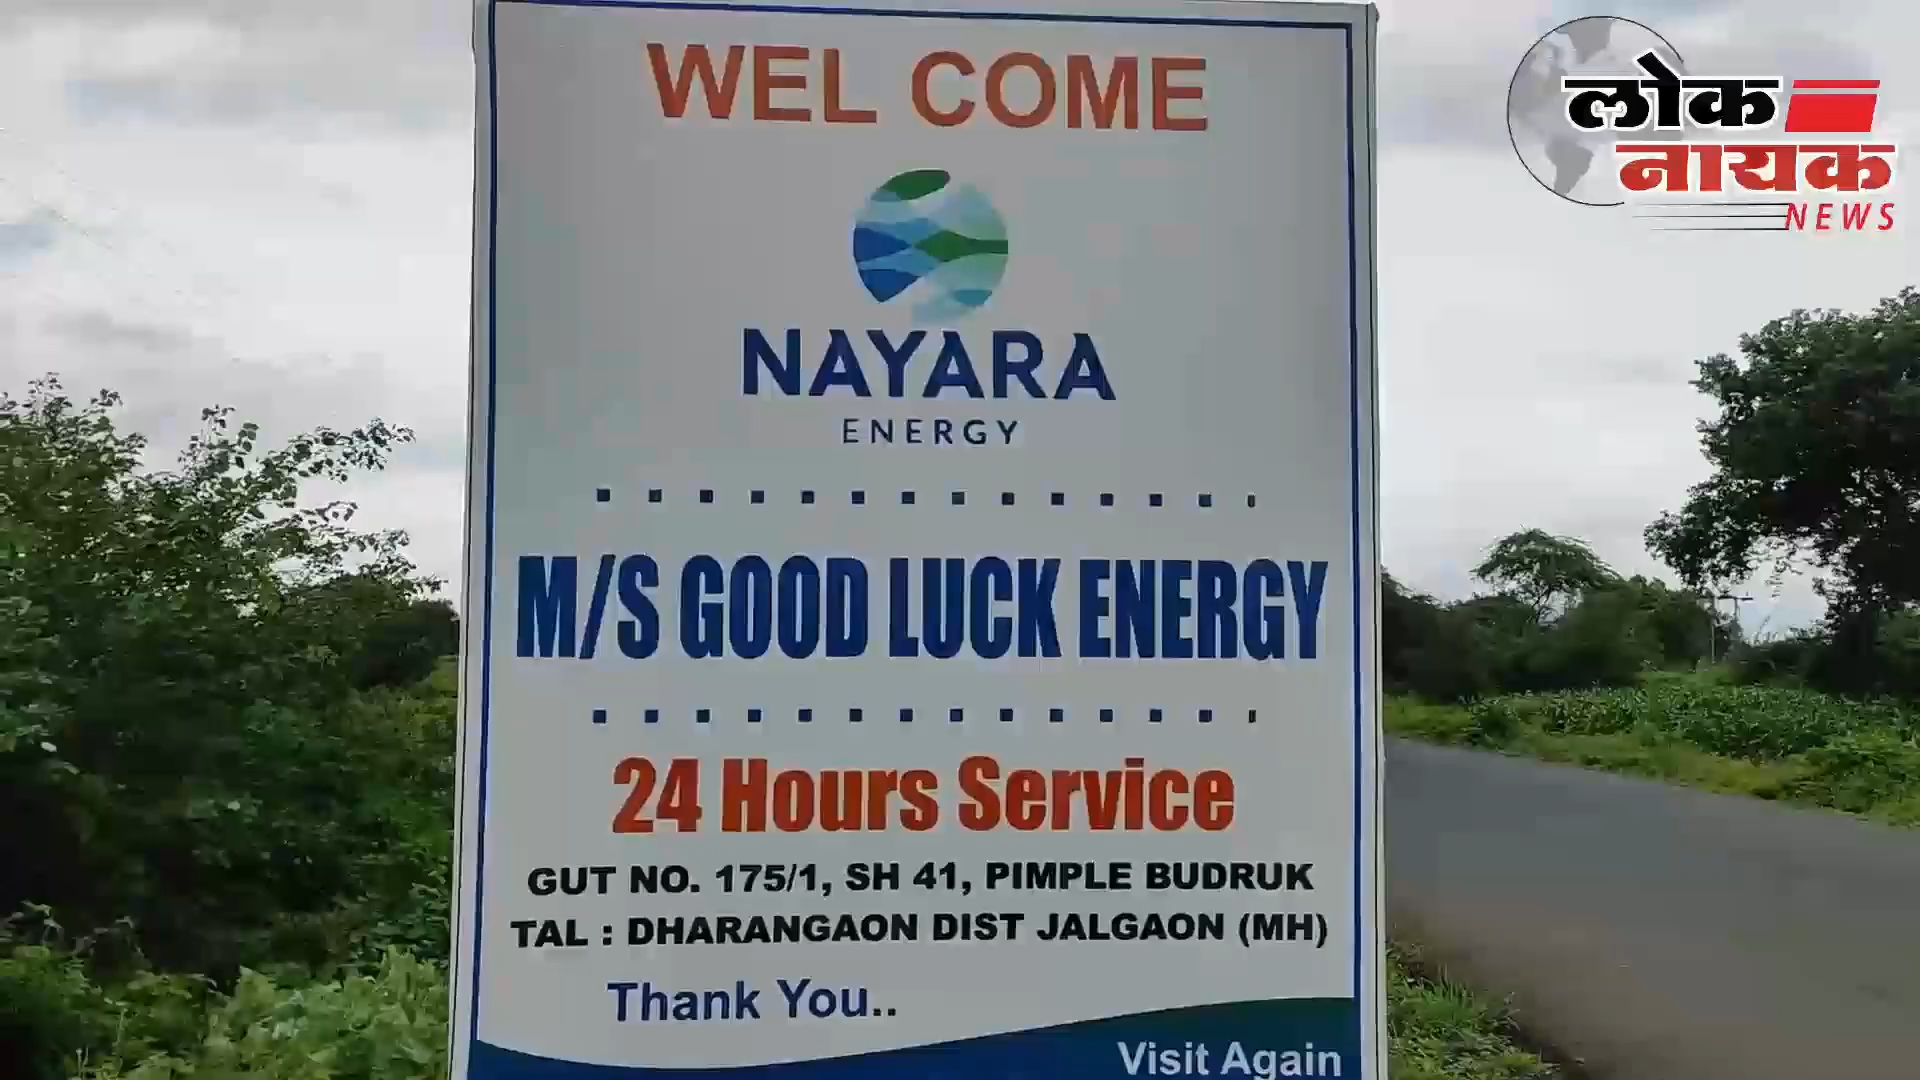 WEL COME
लोक
नायक
NEWS
NAYARA
ENERGY
M/S GOOD LUCK ENERGY
24 Hours Service
GUT NO. 175/1, SH 41, PIMPLE BUDRUK
TAL : DHARANGAON DIST JALGAON (MH)
Thank You..
Visit Again